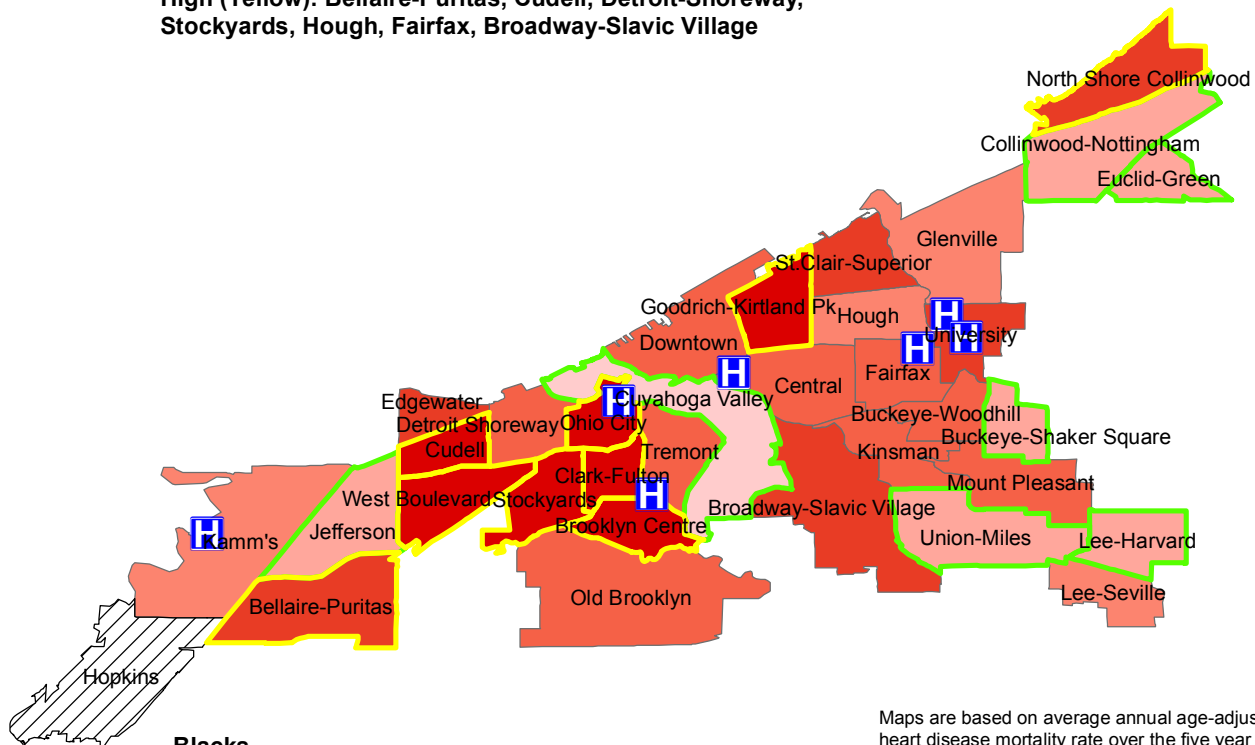 High (Yellow): Bellaire-Puritas, Cudell, Detroit-Shoreway,
Stockyards, Hough, Fairfax, Broadway-Slavic Village
North Shore Collinwood
Collinwood-Nottingham
Euclid-Green
Glenville
St.Clair-Superior
Goodrich-Kirtland Pk
Hough
H
University
H
Downtown
H
Fairfax
H
Central
Edgewater
H
Cuyahoga Valley
Buckeye-Woodhill
Detroit Shoreway
Ohio City
Buckeye-Shaker Square
Cudell
Tremont
Kinsman
Clark-Fulton
Mount Pleasant
West Boulevard
Stockyards
H
Broadway-Slavic Village
Brooklyn Centre
Jefferson
Union-Miles
Lee-Harvard
H
Kamm's
Old Brooklyn
Lee-Seville
Bellaire-Puritas
Hopkins
Maps are based on average annual age-adjus
heart disease mortality rate over the five year
Blacks